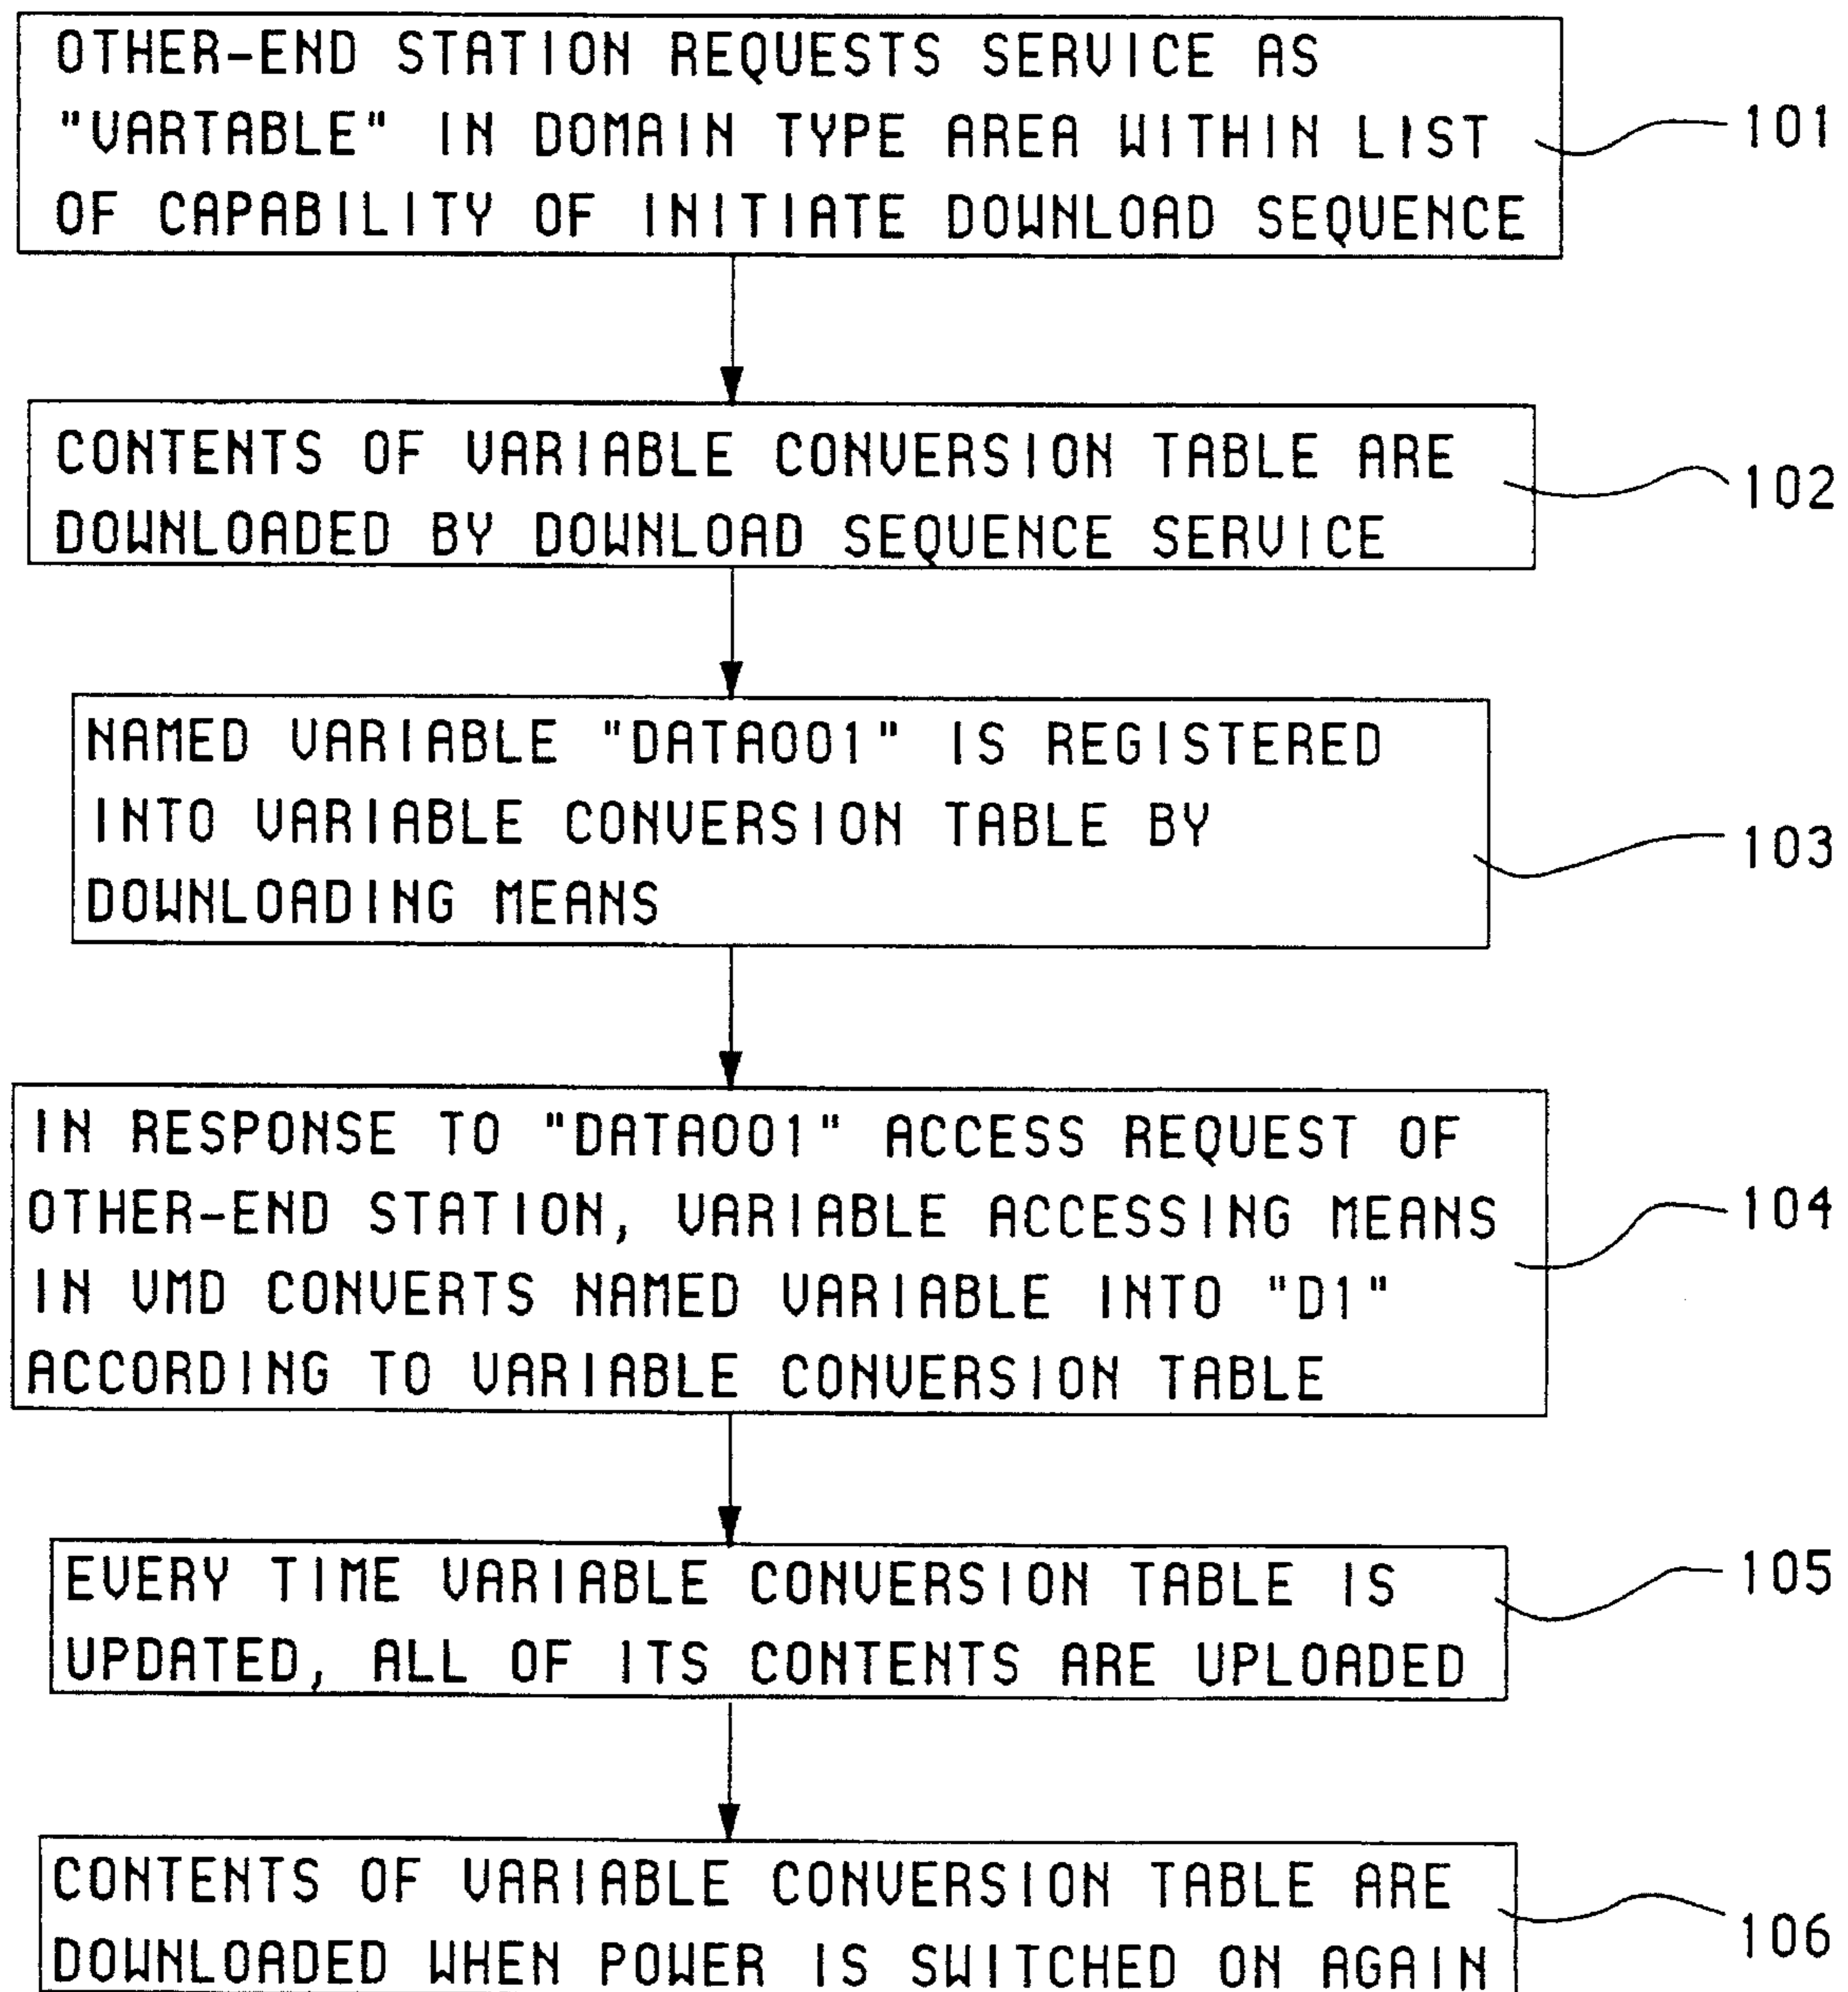 OTHER-END STATION REQUESTS SERVICE AS
"VARTABLE" IN DOMAIN TYPE AREA WITHIN LIST
OF CAPABILITY OF INITIATE DOWNLOAD SEQUENCE
101
CONTENTS OF VARIABLE CONVERSION TABLE ARE
DOWNLOADED BY DOWNLOAD SEQUENCE SERVICE
102
NAMED VARIABLE "DATA001" IS REGISTERED
INTO VARIABLE CONVERSION TABLE BY
DOWNLOADING MEANS
103
IN RESPONSE TO "DATA001" ACCESS REQUEST OF
OTHER-END STATION, VARIABLE ACCESSING MEANS
IN VMD CONVERTS NAMED VARIABLE INTO "D1"
ACCORDING TO VARIABLE CONVERSION TABLE
104
EVERY TIME VARIABLE CONVERSION TABLE IS
UPDATED, ALL OF ITS CONTENTS ARE UPLOADED
105
CONTENTS OF VARIABLE CONVERSION TABLE ARE
DOWNLOADED WHEN POWER IS SWITCHED ON AGAIN
106